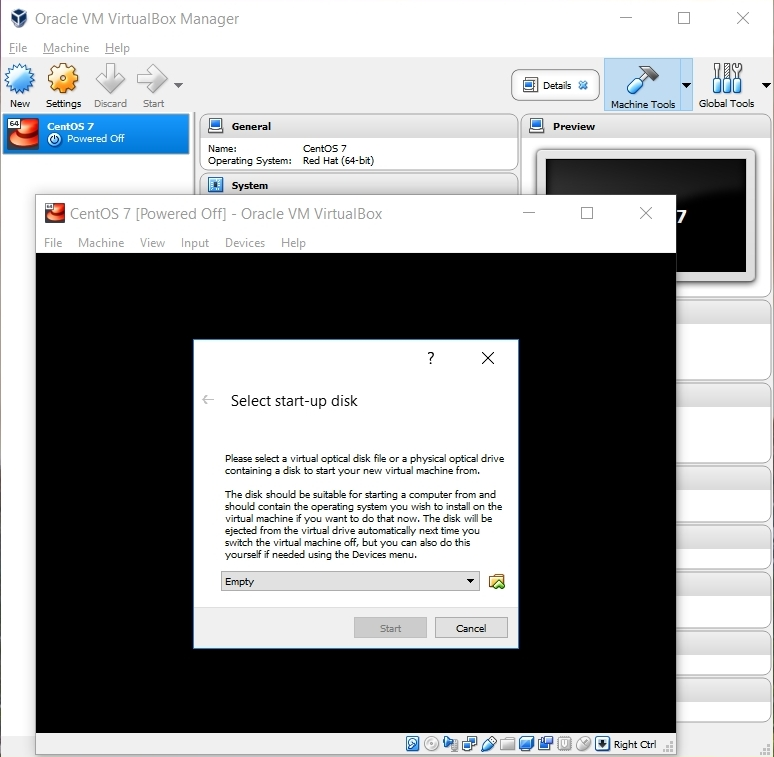 Oracle VM VirtualBox Manager
File Machine Help
New Settings Discard Start
Details Machine Tools Global Tools
64
CentOS 7
Powered Off
General
Name: CentOS 7
Operating System: Red Hat (64-bit)
System
Preview
7
CentOS 7 [Powered Off] - Oracle VM VirtualBox
File Machine View Input Devices Help
?
Select start-up disk
Please select a virtual optical disk file or a physical optical drive
containing a disk to start your new virtual machine from.
The disk should be suitable for starting a computer from and
should contain the operating system you wish to install on the
virtual machine if you want to do that now. The disk will be
ejected from the virtual drive automatically next time you
switch the virtual machine off, but you can also do this
yourself if needed using the Devices menu.
Empty
Start Cancel
Right Ctrl